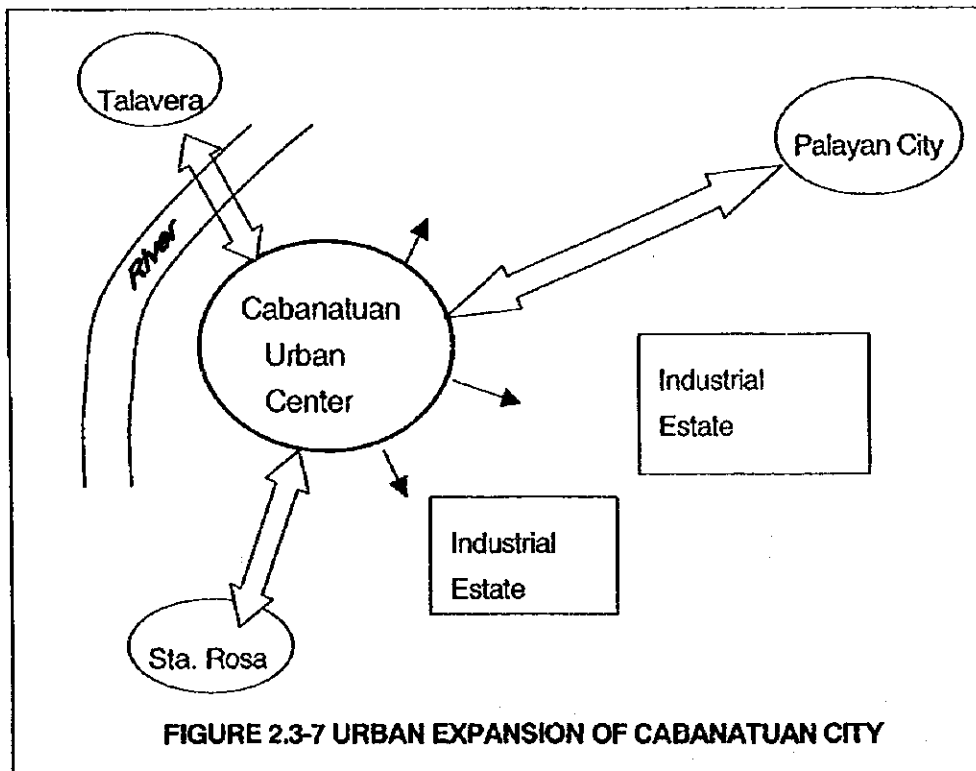 Talavera
Palayan City
River
Cabanatuan
Urban
Center
Industrial
Estate
Industrial
Estate
Sta. Rosa
FIGURE 2.3-7 URBAN EXPANSION OF CABANATUAN CITY